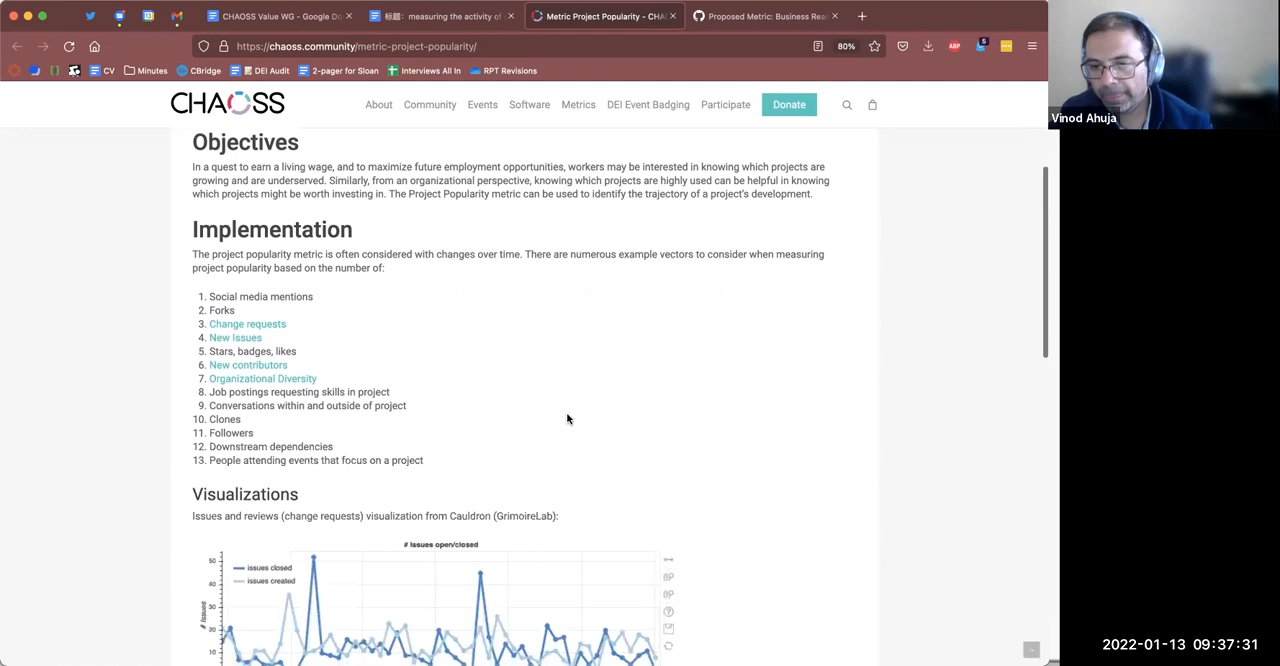 CHAOSS Value WG - Google Do
标题：measuring the activity of
Metric Project Popularity - CHA
Proposed Metric: Business Rea
https://chaoss.community/metric-project-popularity/
80%
ABP
5
CV
Minutes
CBridge
DEI Audit
2-pager for Sloan
Interviews All In
RPT Revisions
Vinod Ahuja
CHAOSS
About
Community
Events
Software
Metrics
DEI Event Badging
Participate
Donate
Objectives
In a quest to earn a living wage, and to maximize future employment opportunities, workers may be interested in knowing which projects are
growing and are underserved. Similarly, from an organizational perspective, knowing which projects are highly used can be helpful in knowing
which projects might be worth investing in. The Project Popularity metric can be used to identify the trajectory of a project's development.
Implementation
The project popularity metric is often considered with changes over time. There are numerous example vectors to consider when measuring
project popularity based on the number of:
1. Social media mentions
2. Forks
3. Change requests
4. New Issues
5. Stars, badges, likes
6. New contributors
7. Organizational Diversity
8. Job postings requesting skills in project
9. Conversations within and outside of project
10. Clones
11. Followers
12. Downstream dependencies
13. People attending events that focus on a project
Visualizations
Issues and reviews (change requests) visualization from Cauldron (GrimoireLab):
# Issues open/closed
issues closed
issues created
# Issues
50
40
30
20
10
2022-01-13 09:37:31